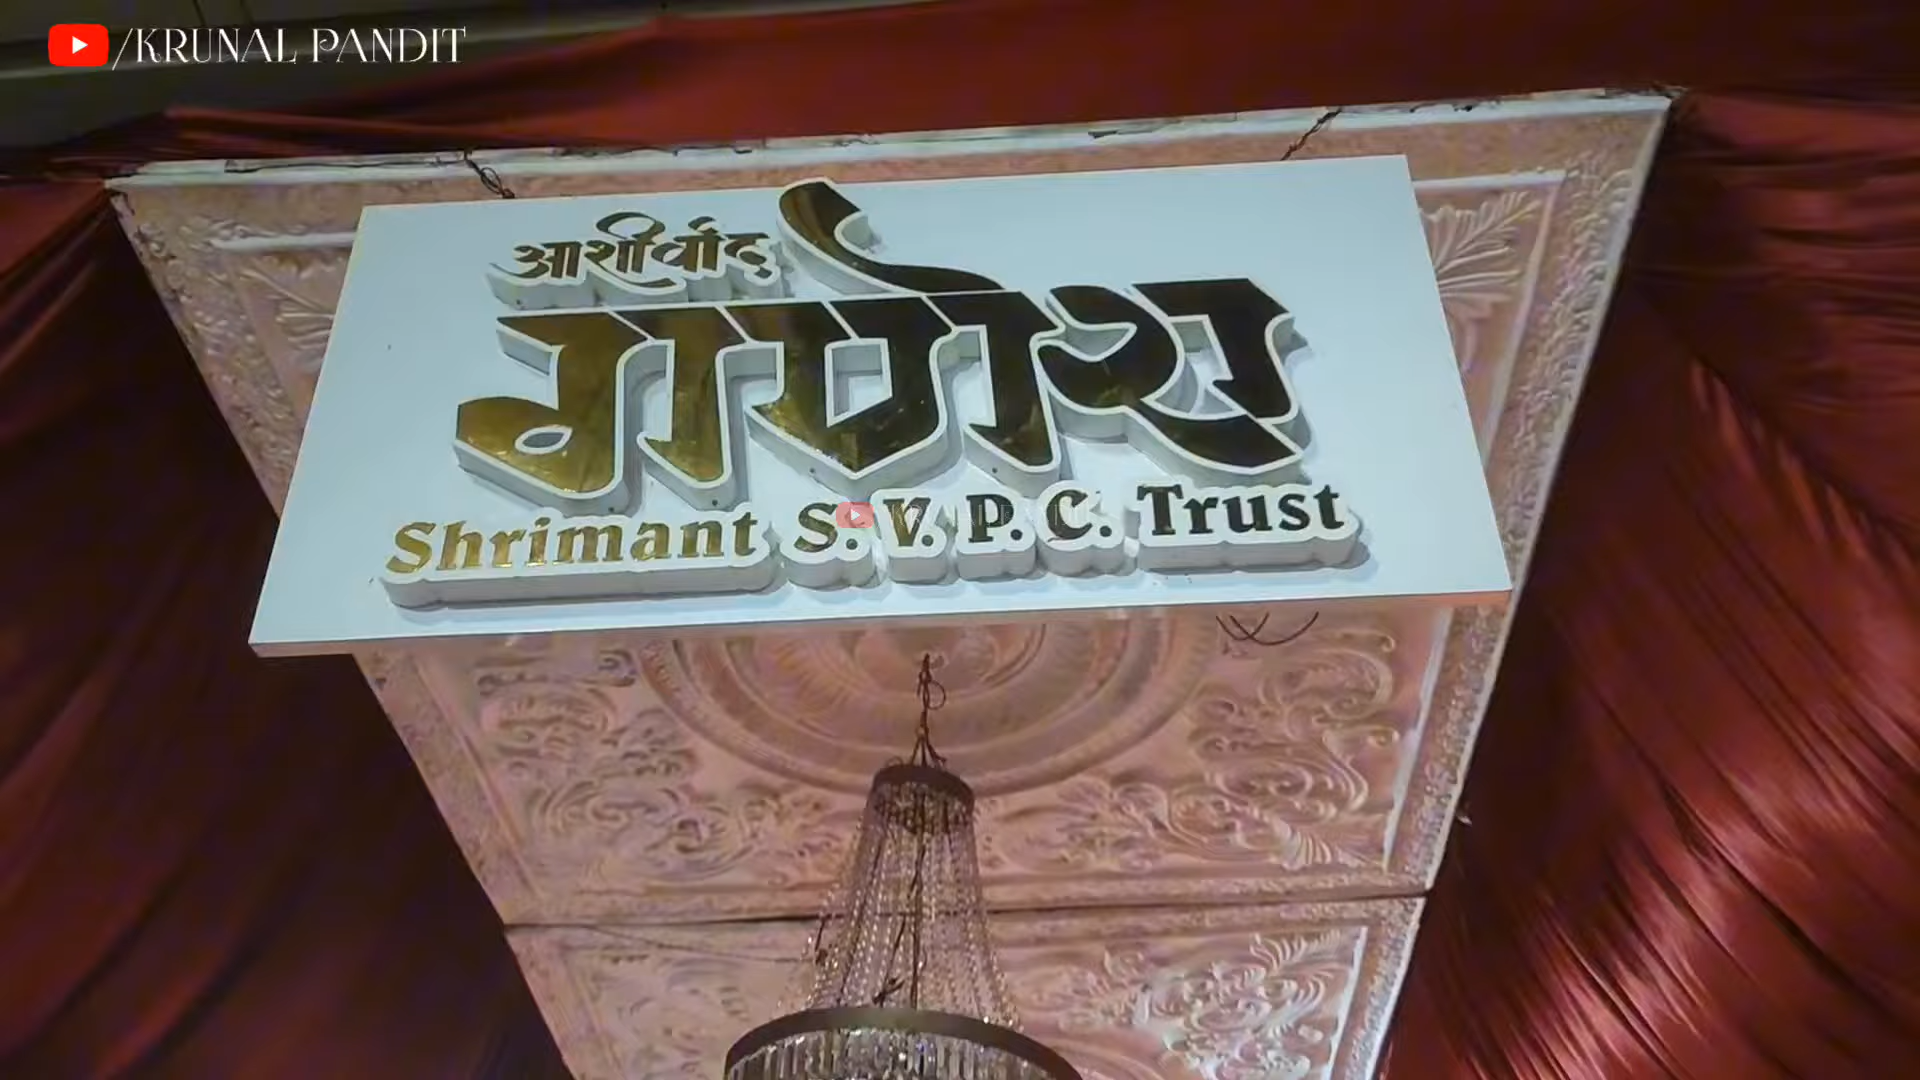 /KRUNAL PANDIT
आशीर्वाद
गणेश
Shrimant S. V. P. C. Trust